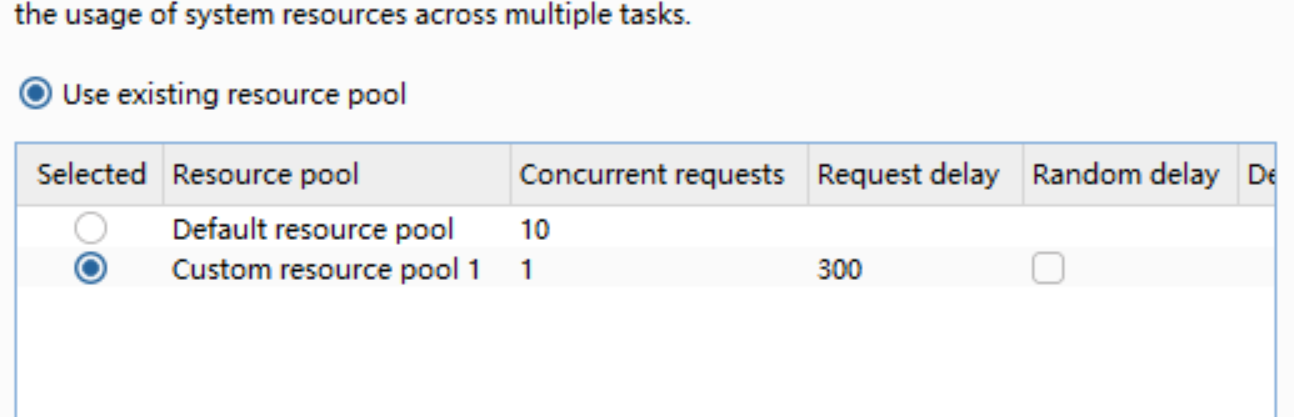 the usage of system resources across multiple tasks.
Use existing resource pool
Selected Resource pool Concurrent requests Request delay Random delay De
Default resource pool 10
Custom resource pool 1 1 300